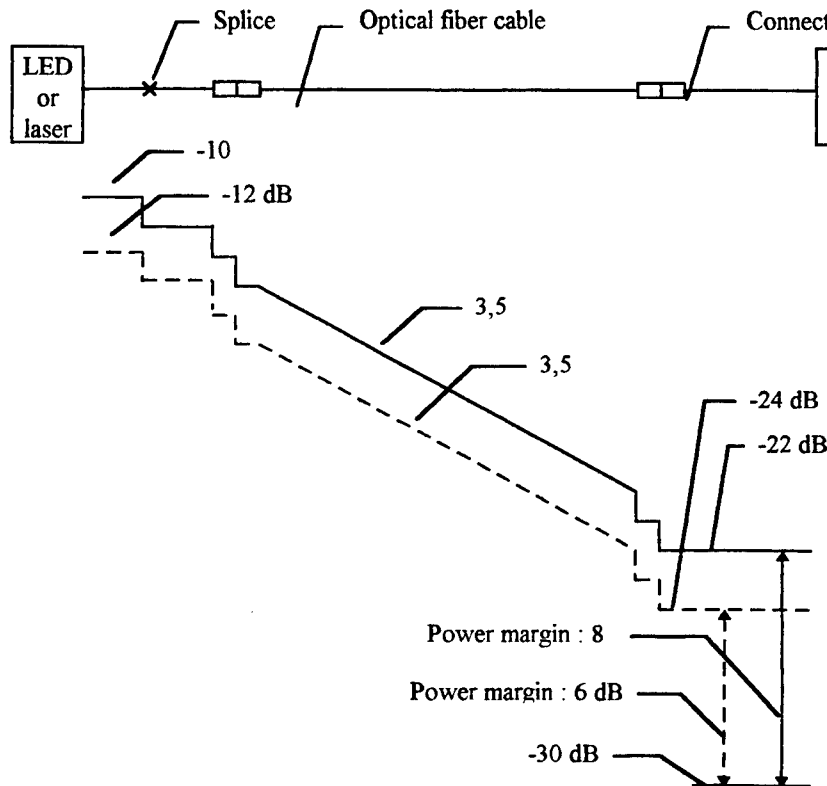 Splice
Optical fiber cable
Connect
LED
or
laser
-10
-12 dB
3,5
3,5
-24 dB
-22 dB
Power margin : 8
Power margin : 6 dB
-30 dB